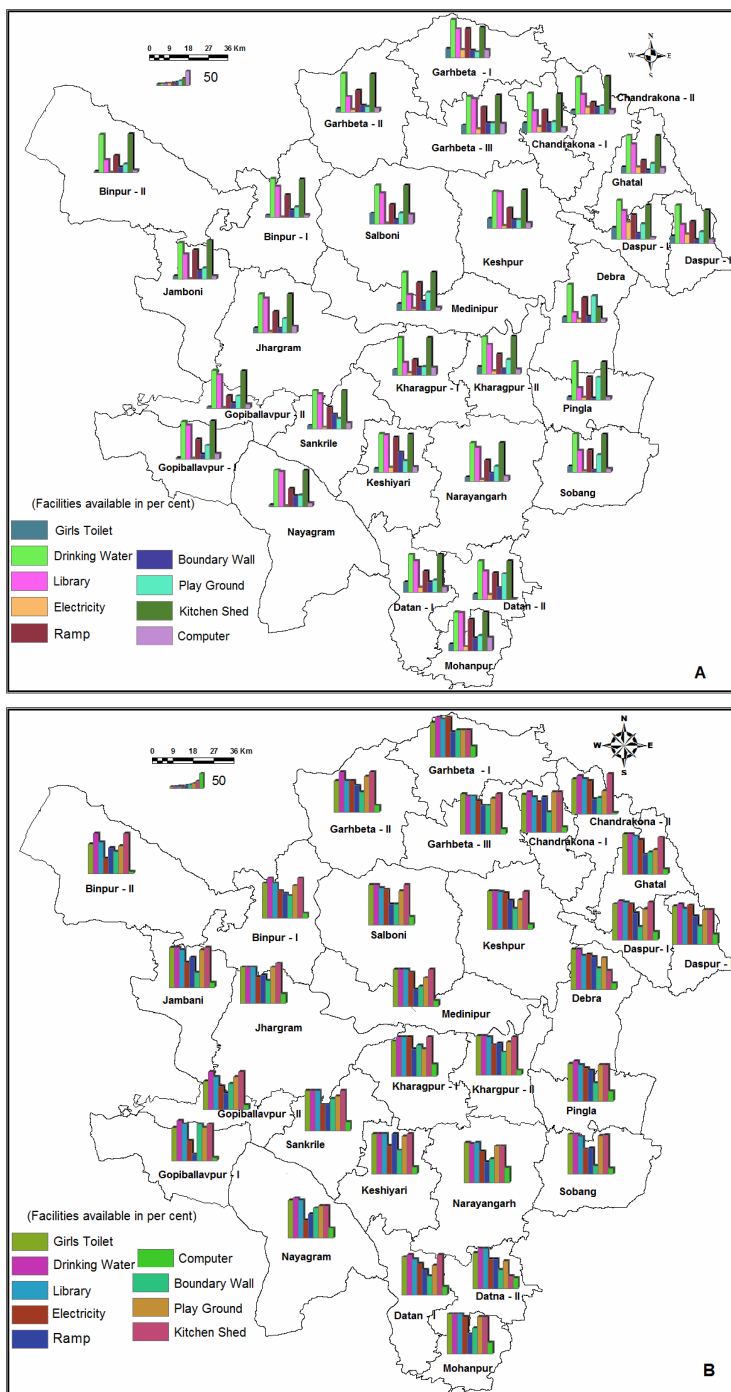 0 9 18 27 36 Km
50
N
W E
S
Garhbeta - I
Chandrakona - II
Garhbeta - II
Garhbeta - III
Chandrakona - I
Binpur - II
Ghatal
Binpur - I
Salboni
Keshpur
Daspur - I
Daspur -
Jamboni
Debra
Medinipur
Jhargram
Kharagpur - I
Kharagpur - II
Pingla
Gopiballavpur - II
Sankrile
Gopiballavpur - I
Keshiyari
Narayangarh
Sobang
(Facilities available in per cent)
Nayagram
Girls Toilet
Drinking Water
Library
Electricity
Ramp
Boundary Wall
Play Ground
Kitchen Shed
Computer
Datan - I
Datan - II
Mohanpur
A
0 9 18 27 36 Km
50
N
W E
S
Garhbeta - I
Garhbeta - II
Chandrakona - II
Garhbeta - III
Chandrakona - I
Binpur - II
Ghatal
Binpur - I
Salboni
Keshpur
Daspur - I
Daspur -
Jambani
Debra
Jhargram
Medinipur
Kharagpur - I
Khargpur - II
Pingla
Gopiballavpur - II
Sankrile
Gopiballavpur - I
Keshiyari
Narayangarh
Sobang
(Facilities available in per cent)
Nayagram
Girls Toilet
Drinking Water
Library
Electricity
Ramp
Computer
Boundary Wall
Play Ground
Kitchen Shed
Datan - I
Datna - II
Mohanpur
B